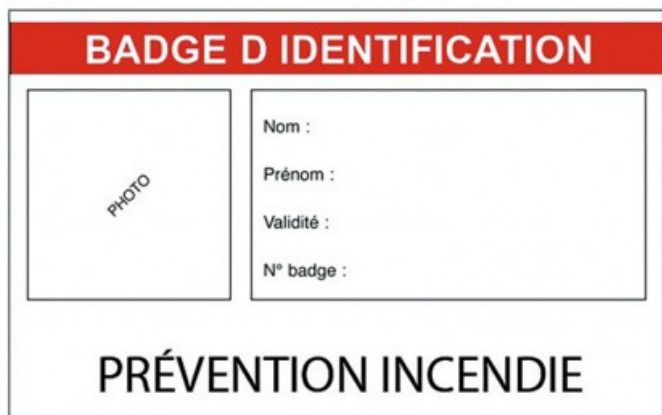 BADGE D IDENTIFICATION
PHOTO
Nom :
Prénom :
Validité :
N° badge :
PRÉVENTION INCENDIE